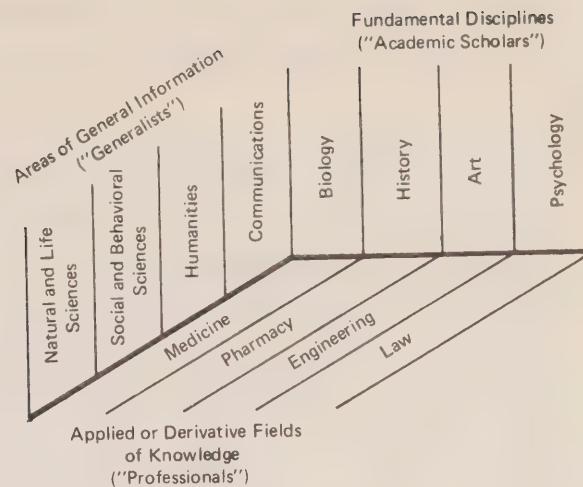 Fundamental Disciplines
("Academic Scholars")
Areas of General Information
("Generalists")
Natural and Life
Sciences
Social and Behavioral
Sciences
Humanities
Communications
Biology
History
Art
Psychology
Medicine
Pharmacy
Engineering
Law
Applied or Derivative Fields
of Knowledge
("Professionals")